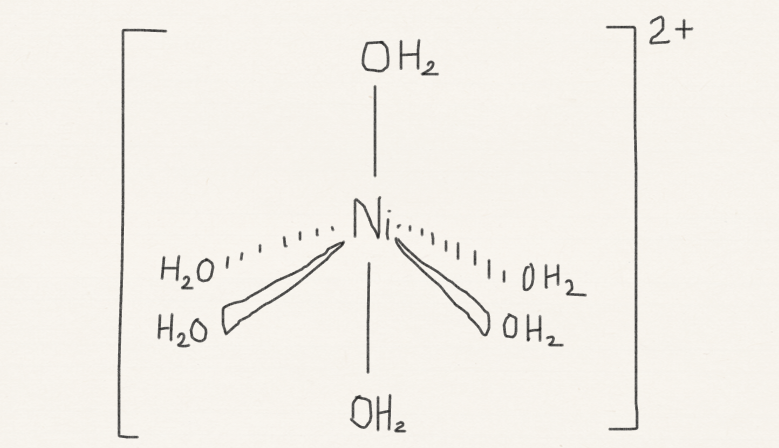 2+
OH₂
Ni
H₂O OH₂
H₂O OH₂
OH₂